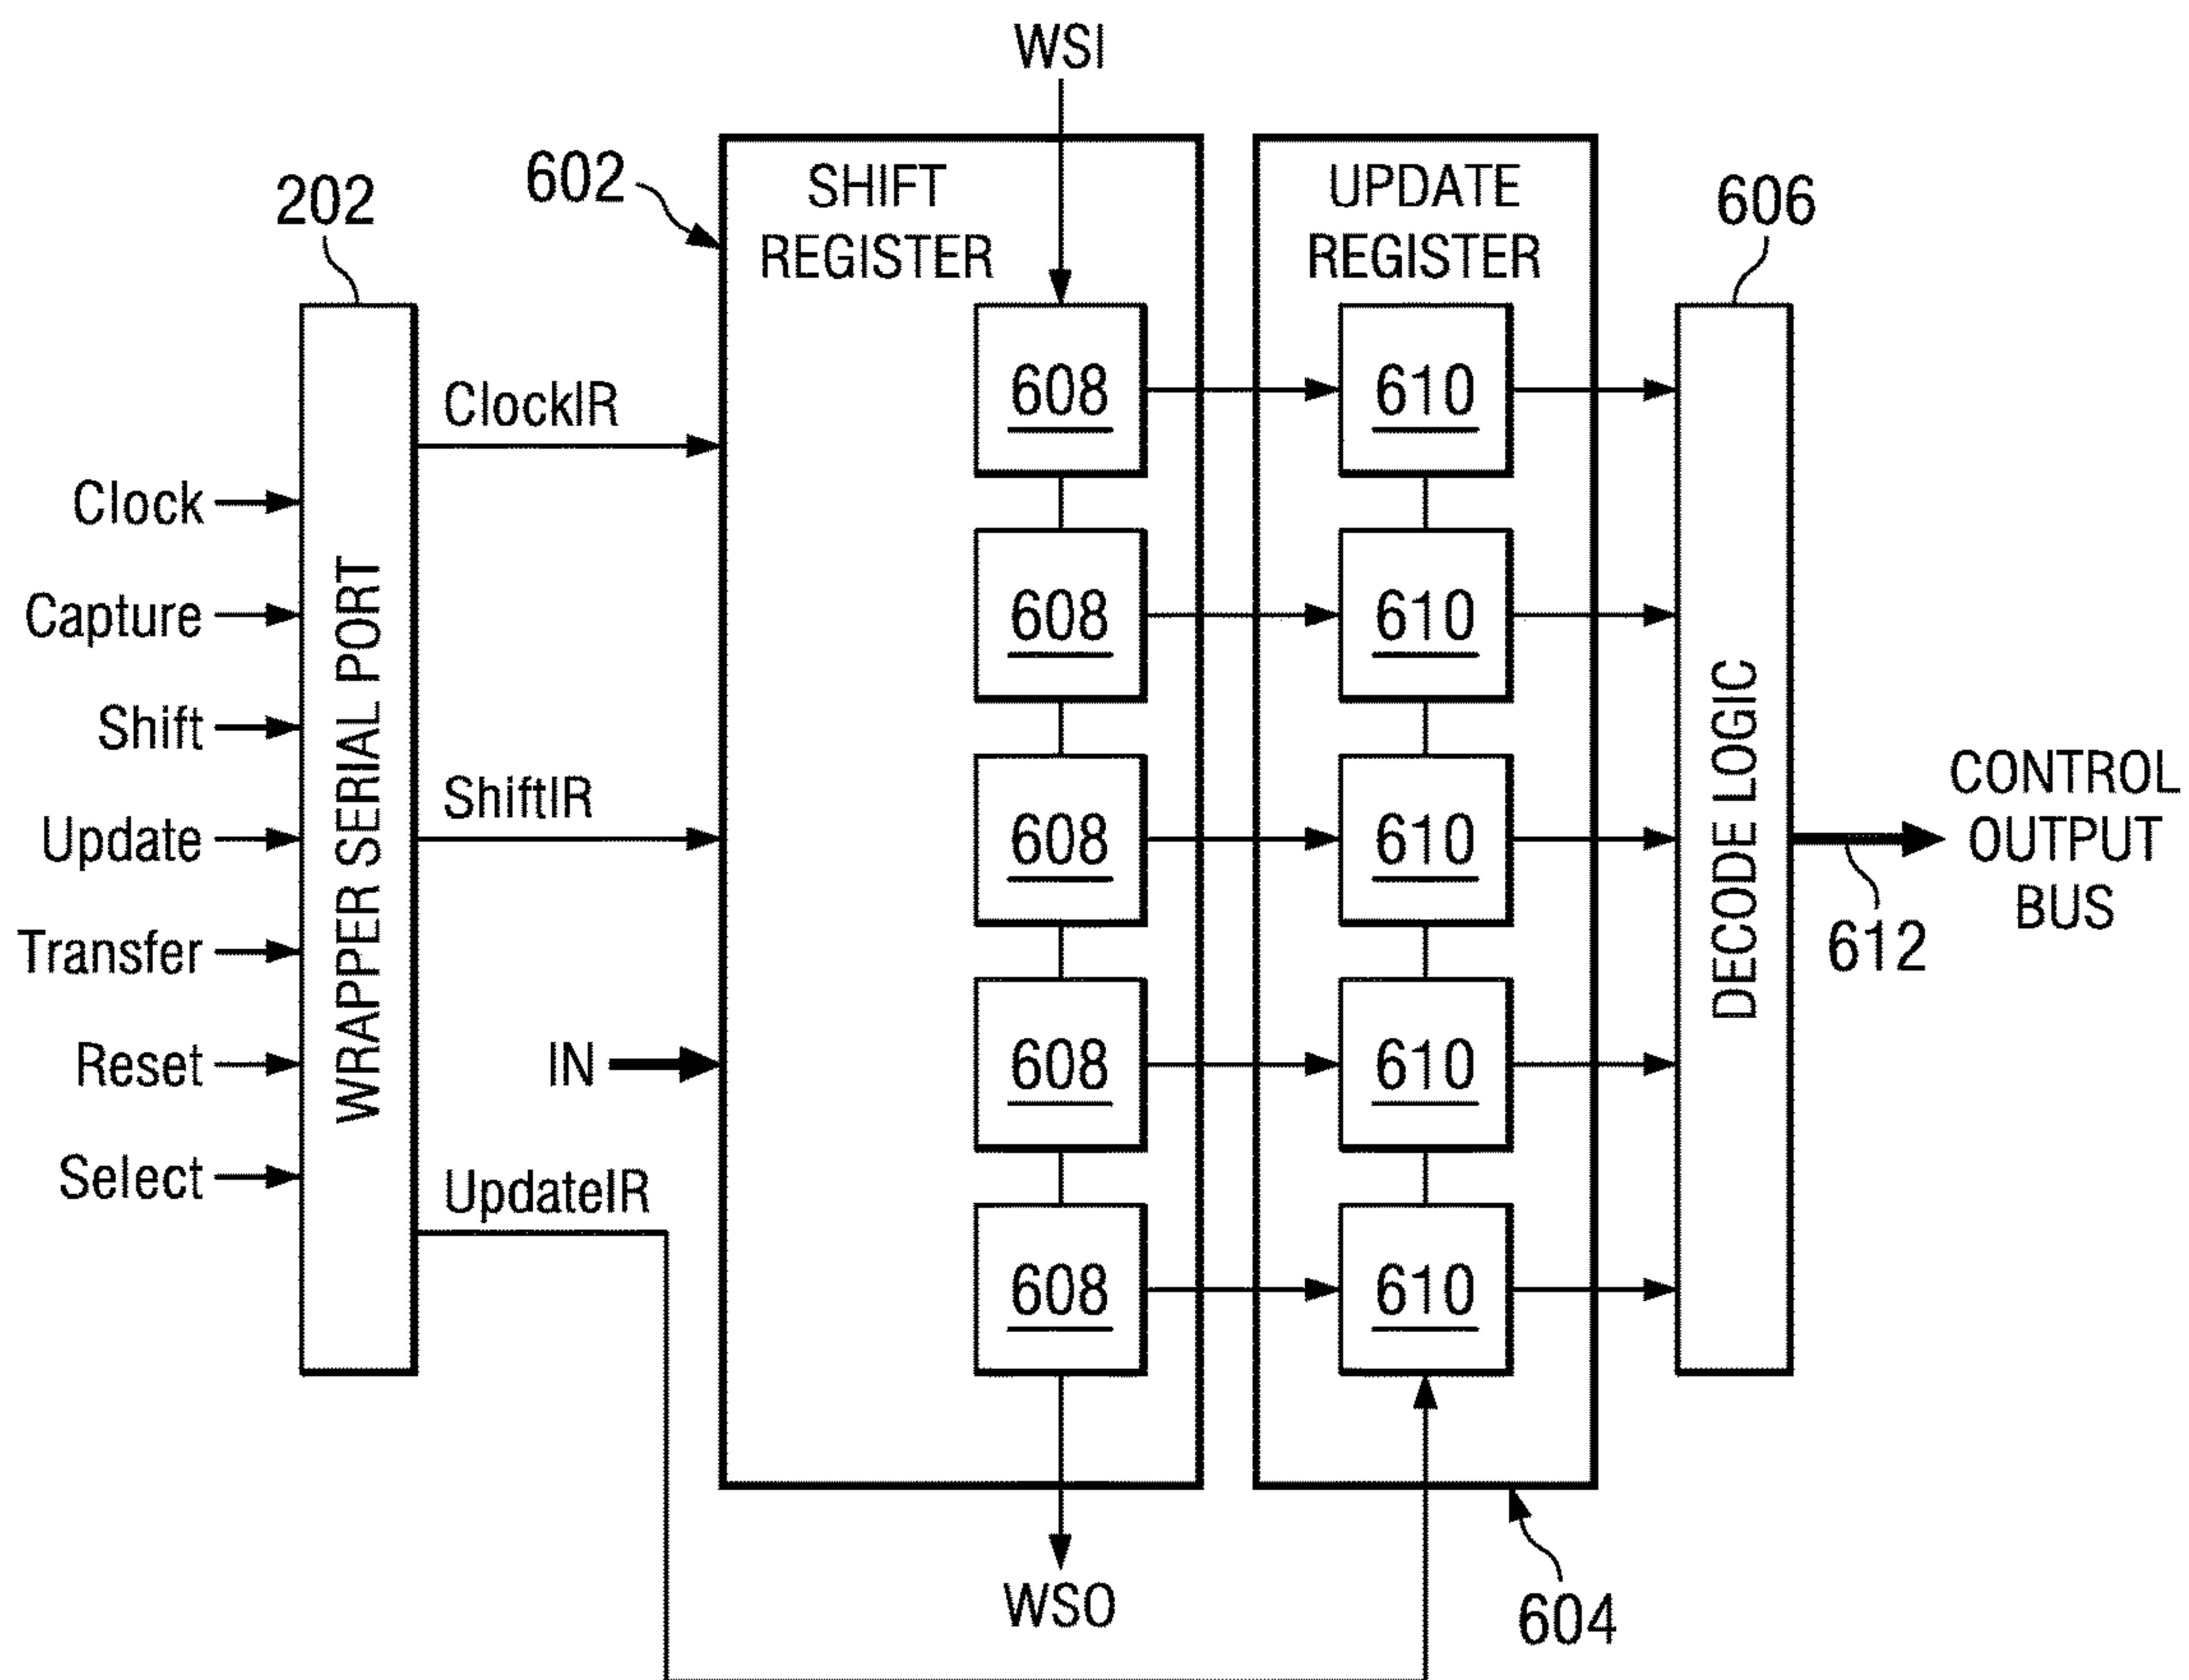 WSI
602
SHIFT
REGISTER
UPDATE
REGISTER
202
606
608
610
ClockIR
Clock
608
610
Capture
WRAPPER SERIAL PORT
DECODE LOGIC
Shift
ShiftIR
608
610
CONTROL
OUTPUT
BUS
Update
612
Transfer
IN
608
610
Reset
Select
UpdateIR
608
610
WSO
604